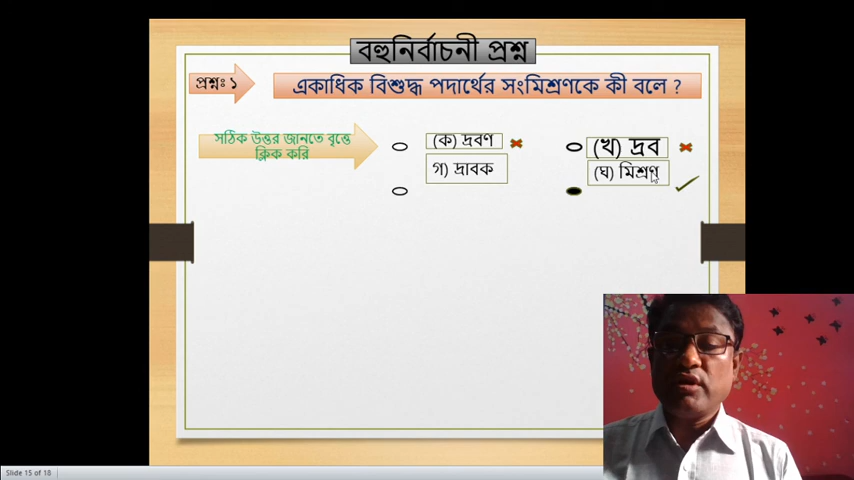 বহুনির্বাচনী প্রশ্ন
প্রশ্নঃ ১
একাধিক বিশুদ্ধ পদার্থের সংমিশ্রণকে কী বলে ?
সঠিক উত্তর জানতে বৃত্তে
ক্লিক করি
(ক) দ্রবণ
(খ) দ্রব
গ) দ্রাবক
(ঘ) মিশ্রণ
Slide 15 of 18